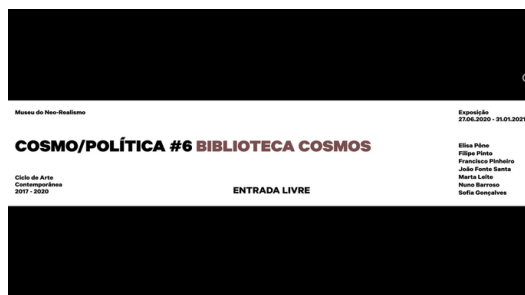 Museu do Neo-Realismo
Exposição
27.06.2020 - 31.01.2021
COSMO/POLÍTICA #6 BIBLIOTECA COSMOS
Elisa Pône
Filipe Pinto
Francisco Pinheiro
João Fonte Santa
Marta Leite
Nuno Barroso
Sofia Gonçalves
Ciclo de Arte
Contemporânea
2017 - 2020
ENTRADA LIVRE